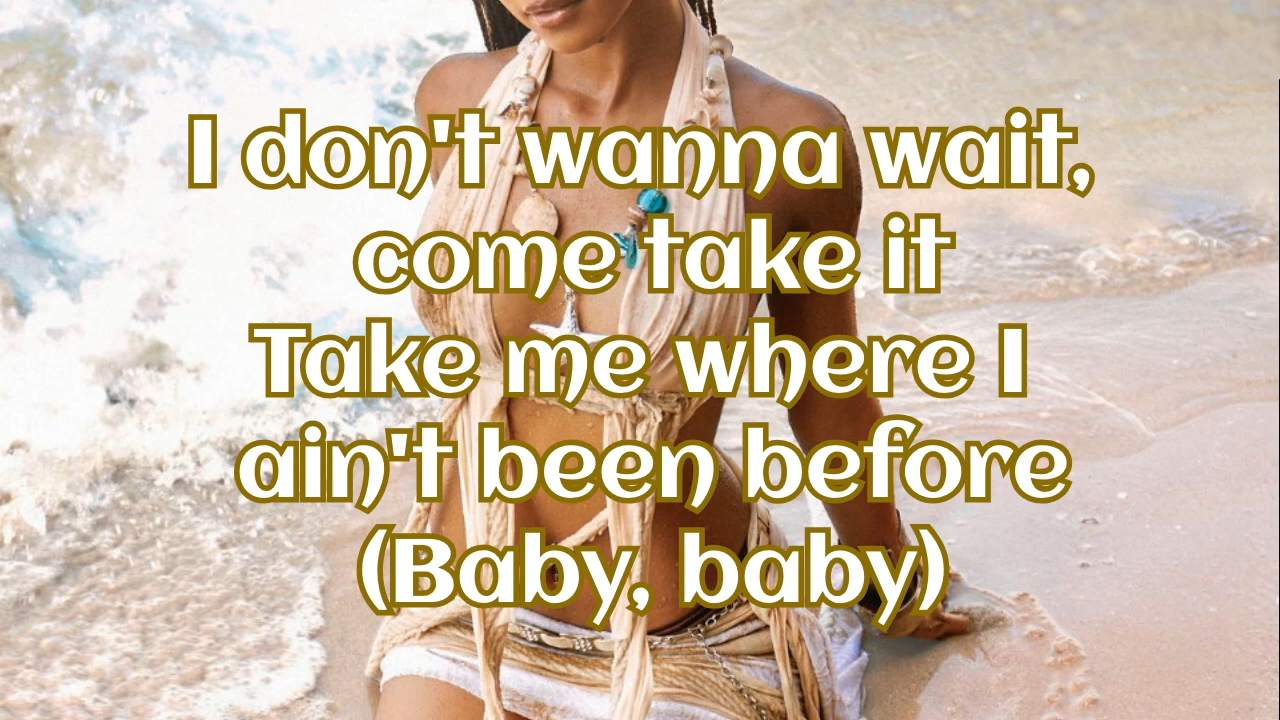 I don't wanna wait,
come take it
Take me where I
ain't been before
(Baby, baby)